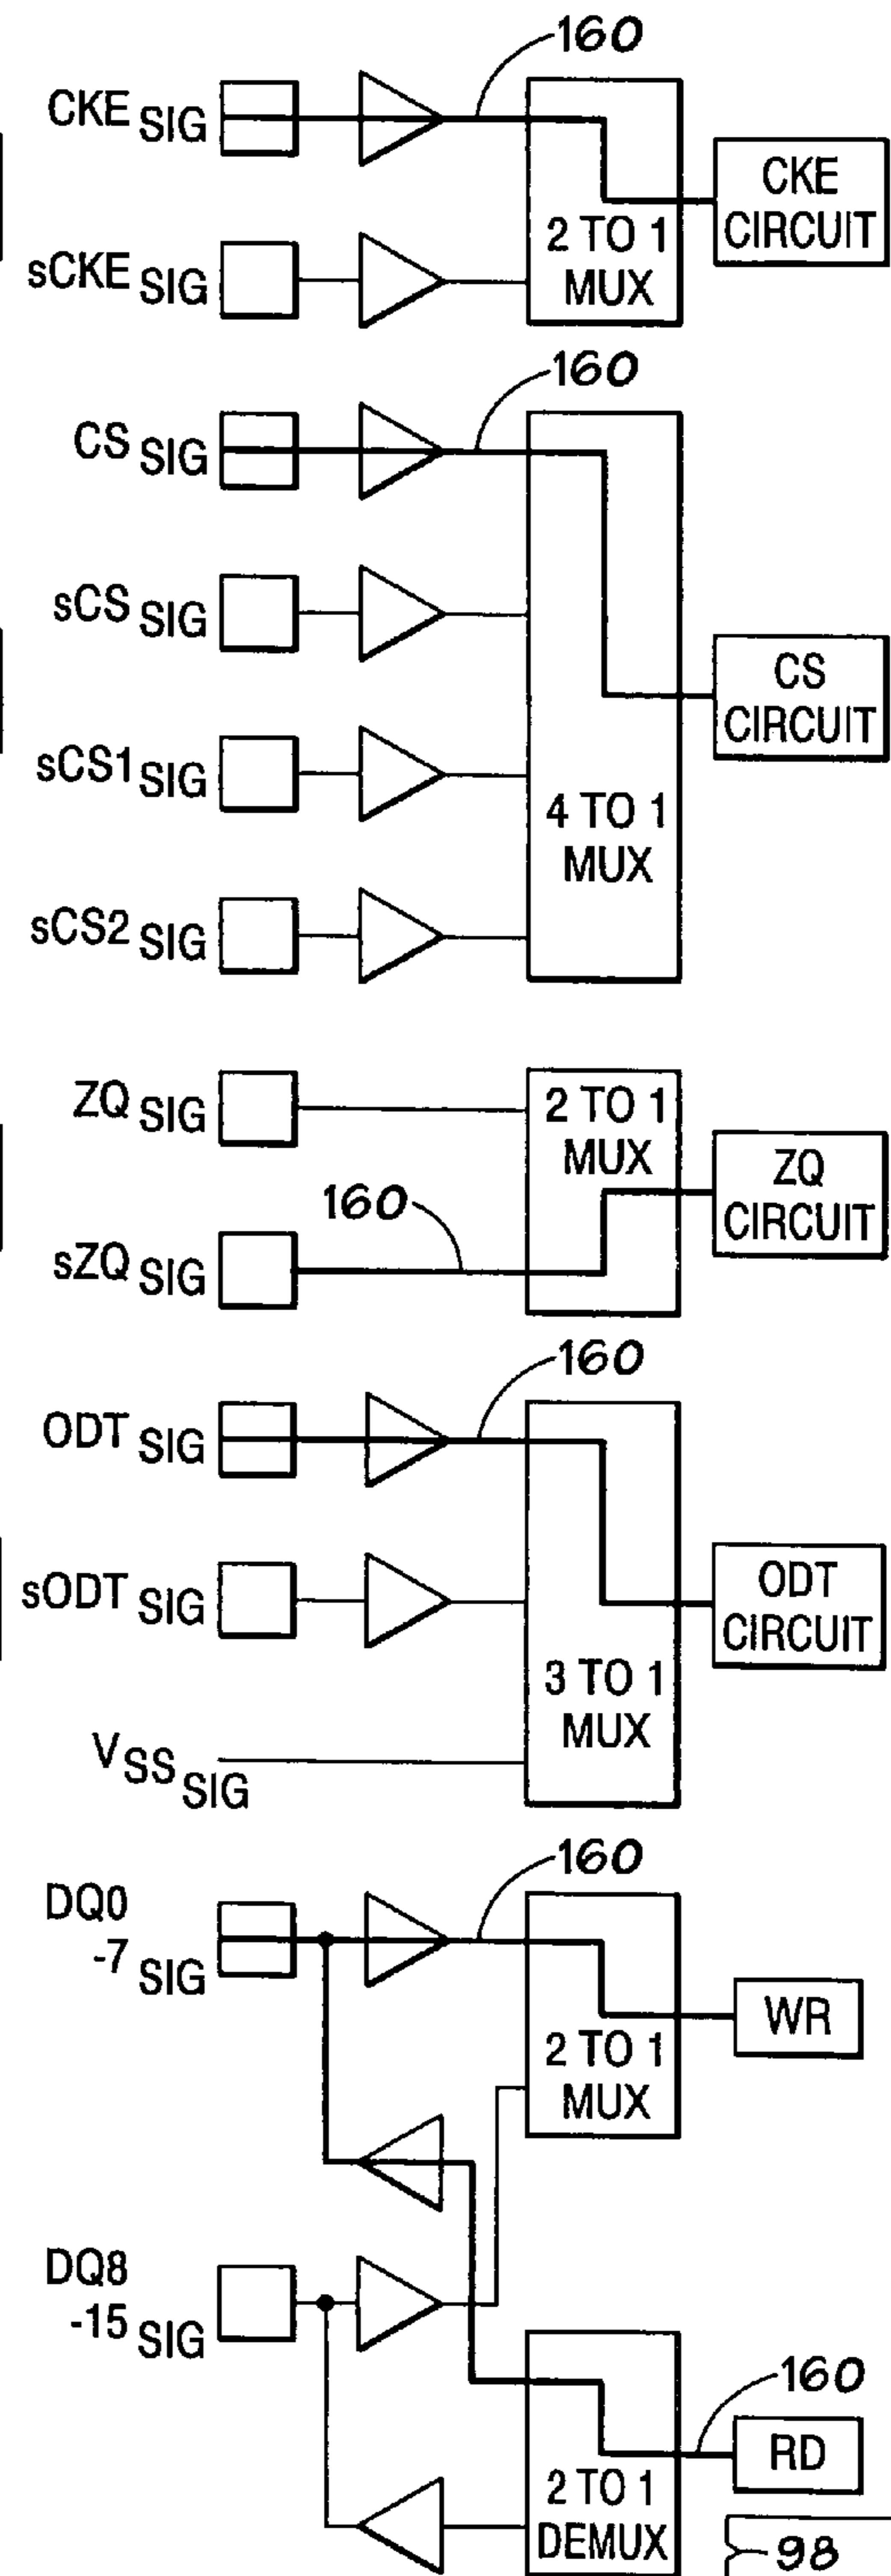 160
CKE SIG
CKE
CIRCUIT
2 TO 1
MUX
sCKE SIG
160
CS SIG
sCS SIG
CS
CIRCUIT
sCS1 SIG
4 TO 1
MUX
sCS2 SIG
ZQ SIG
2 TO 1
MUX
ZQ
CIRCUIT
160
sZQ SIG
160
ODT SIG
ODT
CIRCUIT
sODT SIG
3 TO 1
MUX
VSS SIG
160
DQ0
-7 SIG
WR
2 TO 1
MUX
DQ8
-15 SIG
160
RD
2 TO 1
DEMUX
98